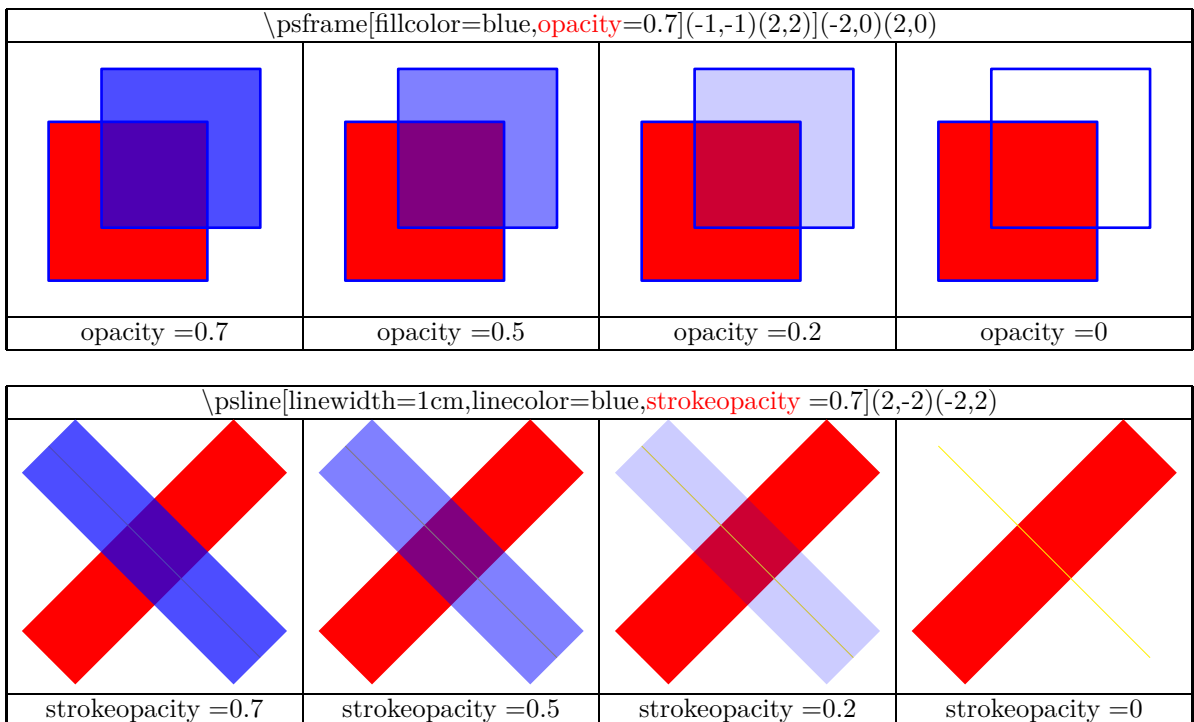 \psframe[fillcolor=blue,opacity=0.7](-1,-1)(2,2)](-2,0)(2,0)
opacity =0.7
opacity =0.5
opacity =0.2
opacity =0
\psline[linewidth=1cm,linecolor=blue,strokeopacity =0.7](2,-2)(-2,2)
strokeopacity =0.7
strokeopacity =0.5
strokeopacity =0.2
strokeopacity =0